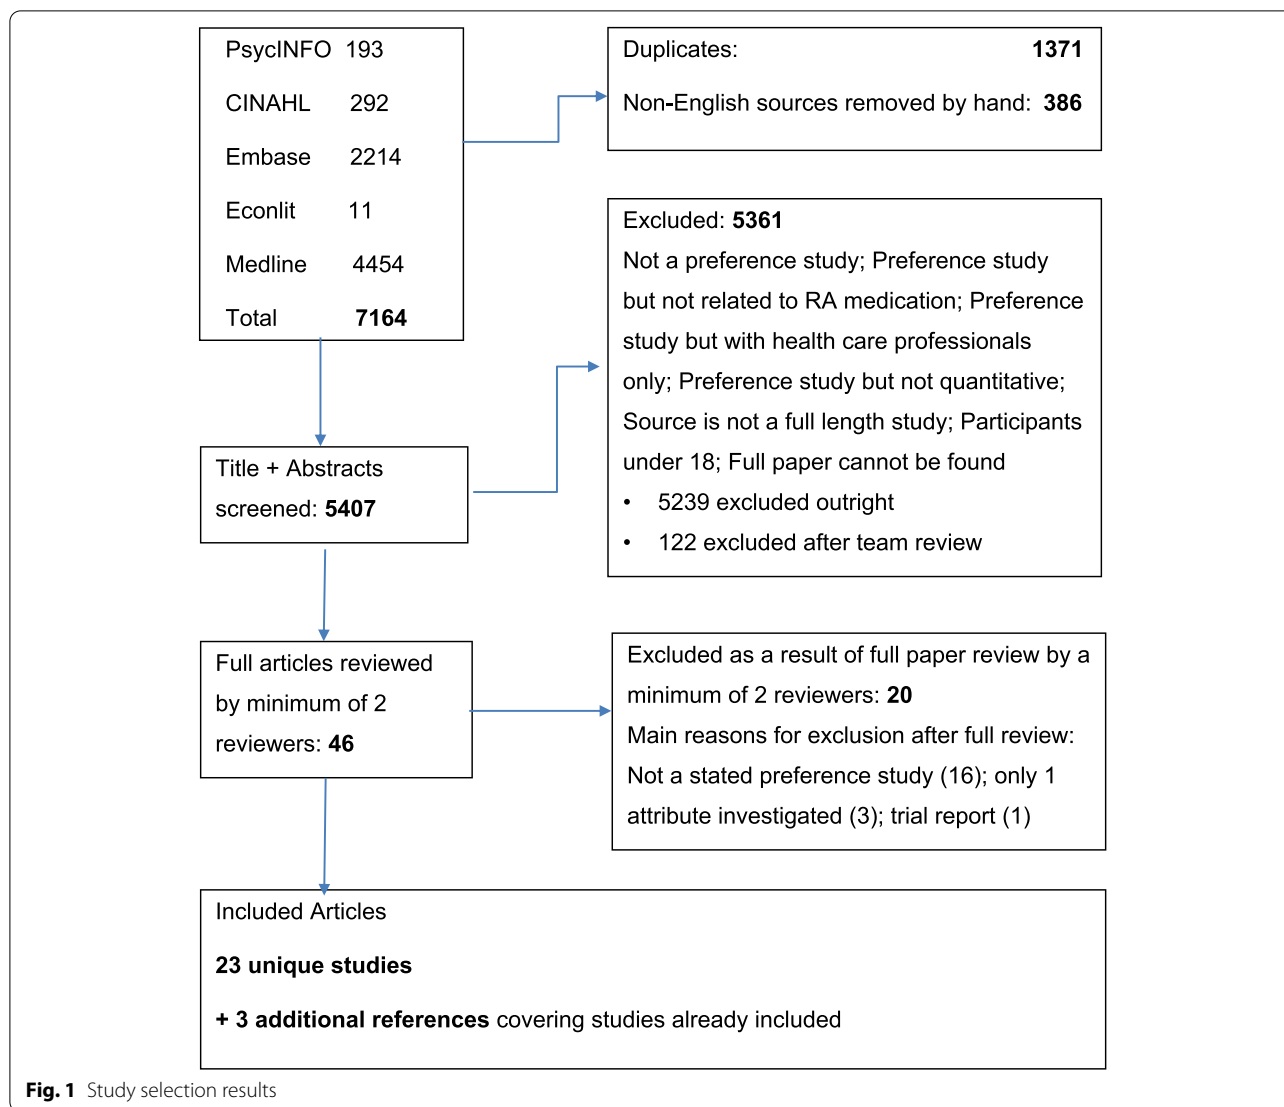 PsycINFO 193
CINAHL 292
Embase 2214
Econlit 11
Medline 4454
Total 7164
Duplicates: 1371
Non-English sources removed by hand: 386
Excluded: 5361
Not a preference study; Preference study
but not related to RA medication; Preference
study but with health care professionals
only; Preference study but not quantitative;
Source is not a full length study; Participants
under 18; Full paper cannot be found
• 5239 excluded outright
• 122 excluded after team review
Title + Abstracts
screened: 5407
Full articles reviewed
by minimum of 2
reviewers: 46
Excluded as a result of full paper review by a
minimum of 2 reviewers: 20
Main reasons for exclusion after full review:
Not a stated preference study (16); only 1
attribute investigated (3); trial report (1)
Included Articles
23 unique studies
+ 3 additional references covering studies already included
Fig. 1 Study selection results